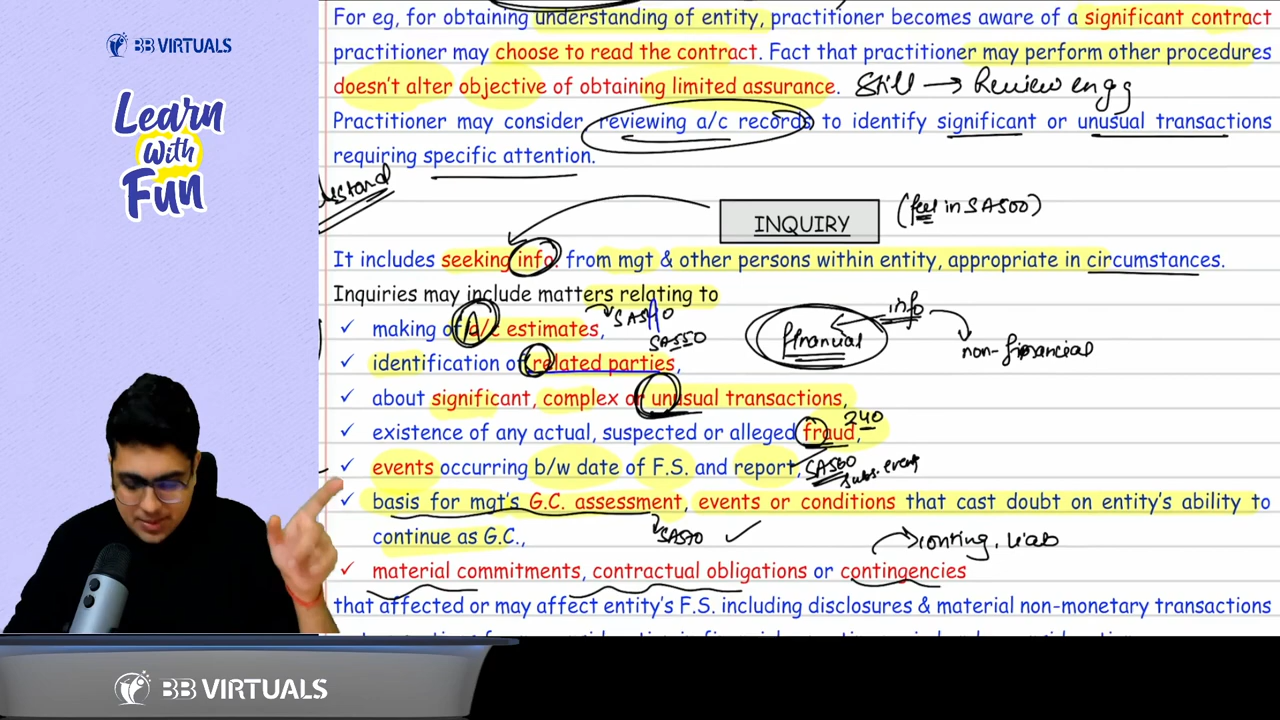 BB VIRTUALS
Learn
With
Fun
For eg, for obtaining understanding of entity, practitioner becomes aware of a significant contract
practitioner may choose to read the contract. Fact that practitioner may perform other procedures
doesn't alter objective of obtaining limited assurance. Still → Review engg
Practitioner may consider reviewing a/c records to identify significant or unusual transactions
requiring specific attention.
INQUIRY (feel in SA500)
It includes seeking info. from mgt & other persons within entity, appropriate in circumstances.
Inquiries may include matters relating to
✓ making of a/c estimates, SA540
info
financial
non-financial
SA550
✓ identification of related parties,
✓ about significant, complex or unusual transactions,
✓ existence of any actual, suspected or alleged fraud, 240
✓ events occurring b/w date of F.S. and report, SA560
subs. event
✓ basis for mgt's G.C. assessment, events or conditions that cast doubt on entity's ability to
continue as G.C., SA570 ✓ conting. liab
✓ material commitments, contractual obligations or contingencies
that affected or may affect entity's F.S. including disclosures & material non-monetary transactions
BB VIRTUALS